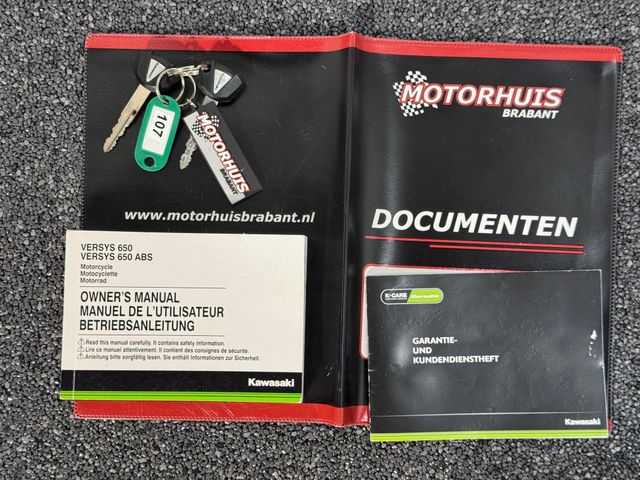 MOTORHUIS
BRABANT
107
MOTORHUIS
BRABANT
www.motorhuisbrabant.nl
DOCUMENTEN
VERSYS 650
VERSYS 650 ABS
Motorcycle
Motocyclette
Motorrad
OWNER'S MANUAL
MANUEL DE L'UTILISATEUR
BETRIEBSANLEITUNG
Read this manual carefully. It contains safety information.
Lire ce manuel attentivement. Il contient des consignes de sécurité.
Anleitung bitte sorgfältig lesen. Sie enthält Informationen zur Sicherheit.
Kawasaki
K-CARE
Garantie
GARANTIE-
UND
KUNDENDIENSTHEFT
Kawasaki